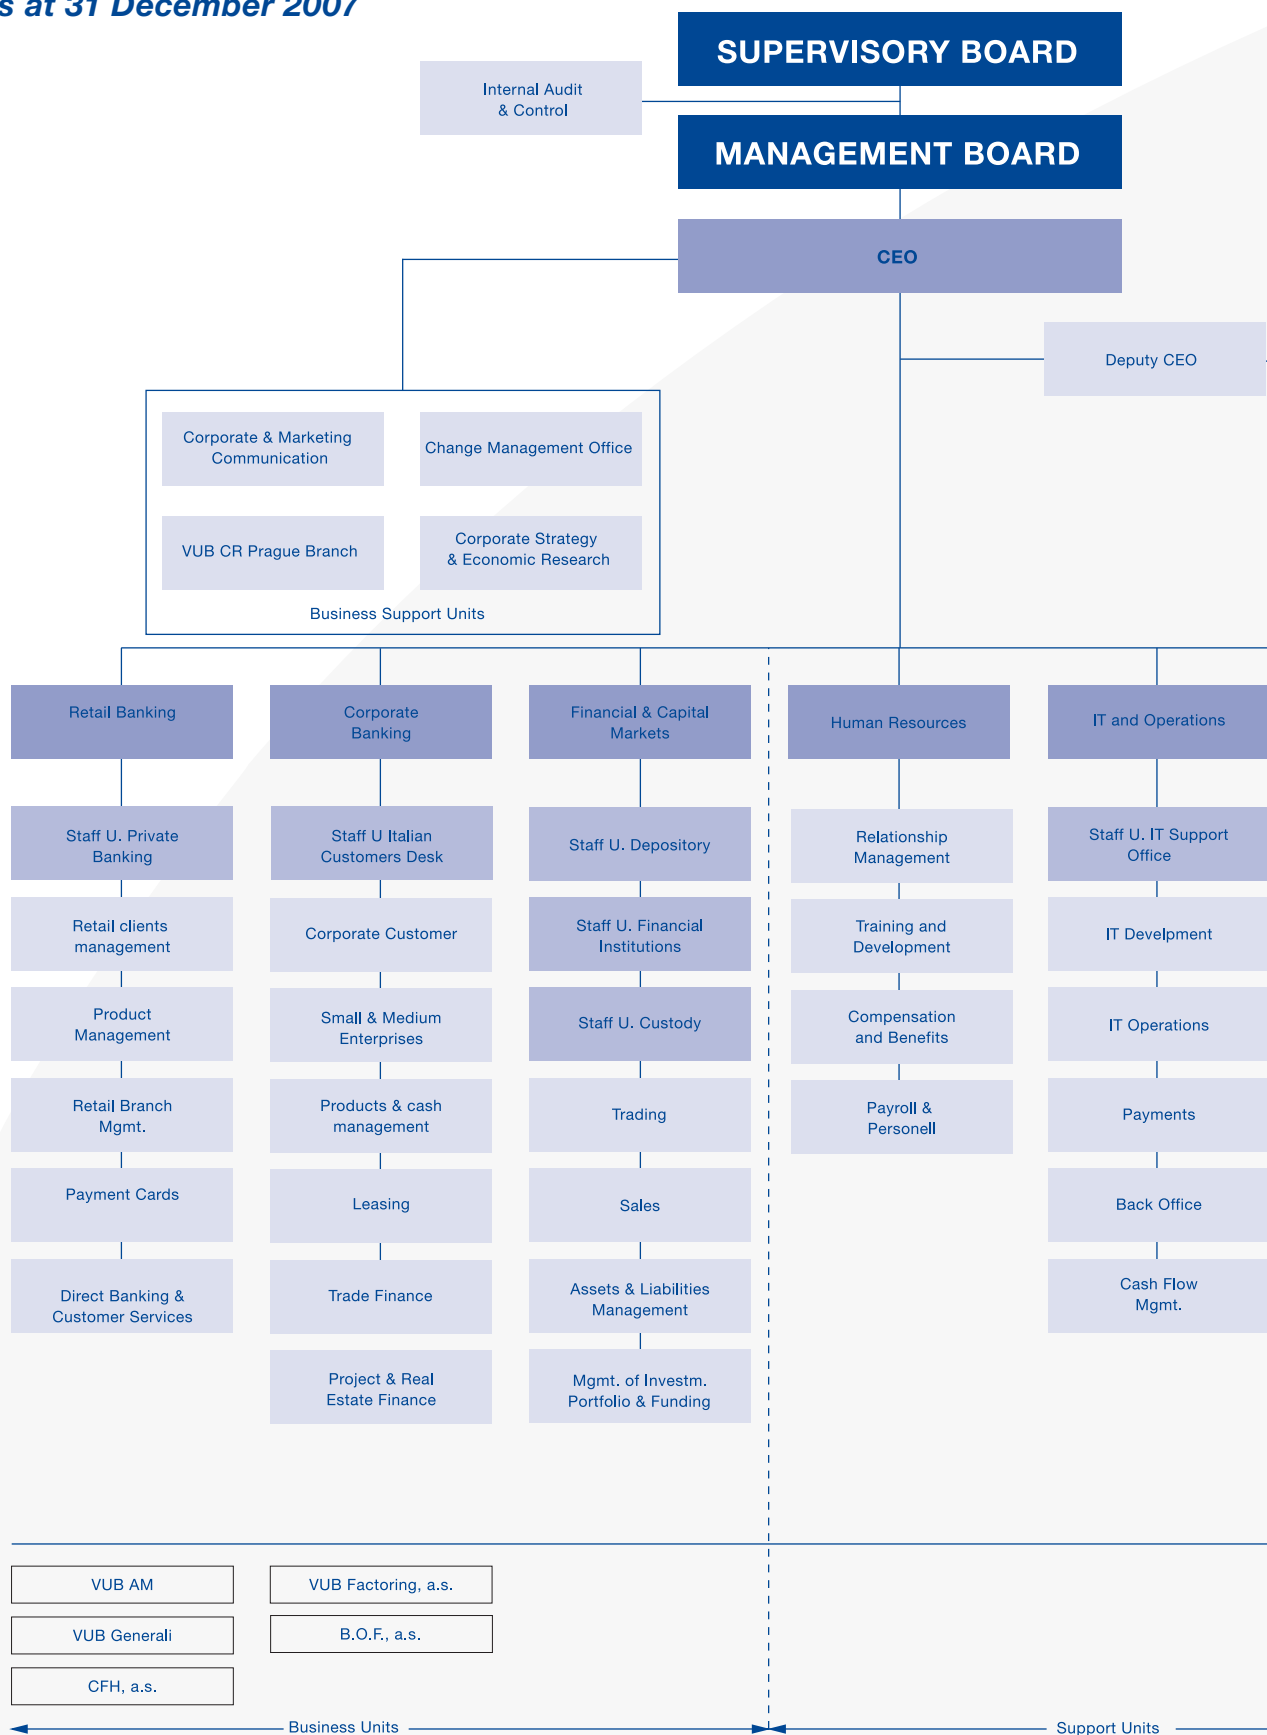 s at 31 December 2007
SUPERVISORY BOARD
Internal Audit
& Control
MANAGEMENT BOARD
CEO
Deputy CEO
Corporate & Marketing
Communication
Change Management Office
VUB CR Prague Branch
Corporate Strategy
& Economic Research
Business Support Units
Retail Banking
Corporate
Banking
Financial & Capital
Markets
Human Resources
IT and Operations
Staff U. Private
Banking
Retail clients
management
Product
Management
Retail Branch
Mgmt.
Payment Cards
Direct Banking &
Customer Services
Staff U Italian
Customers Desk
Corporate Customer
Small & Medium
Enterprises
Products & cash
management
Leasing
Trade Finance
Project & Real
Estate Finance
Staff U. Depository
Staff U. Financial
Institutions
Staff U. Custody
Trading
Sales
Assets & Liabilities
Management
Mgmt. of Investm.
Portfolio & Funding
Relationship
Management
Training and
Development
Compensation
and Benefits
Payroll &
Personell
Staff U. IT Support
Office
IT Develpment
IT Operations
Payments
Back Office
Cash Flow
Mgmt.
VUB AM
VUB Generali
CFH, a.s.
VUB Factoring, a.s.
B.O.F., a.s.
Business Units
Support Units